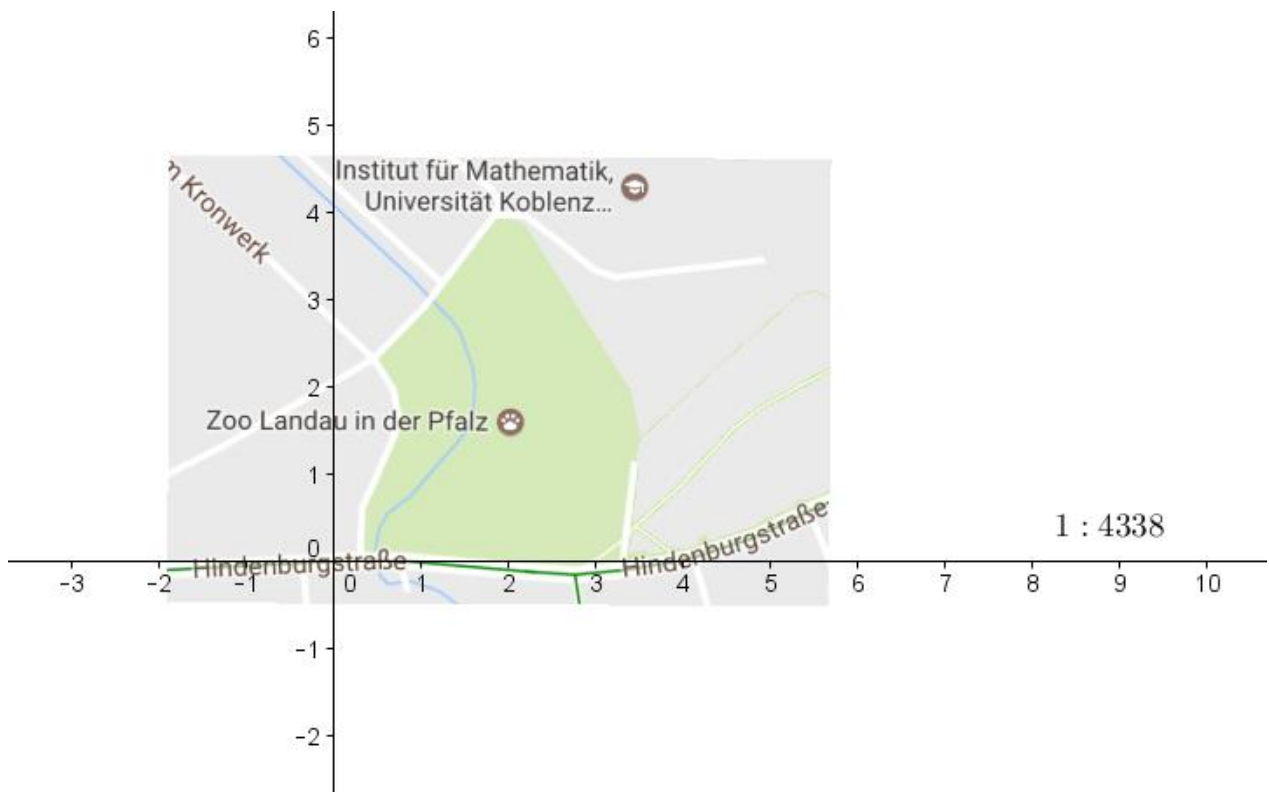 6
5
Institut für Mathematik,
Universität Koblenz...
m Kronwerk
4
3
2
Zoo Landau in der Pfalz
1
1 : 4338
0
Hindenburgstraße
Hindenburgstraße
-3 -2 -1 0 1 2 3 4 5 6 7 8 9 10
-1
-2